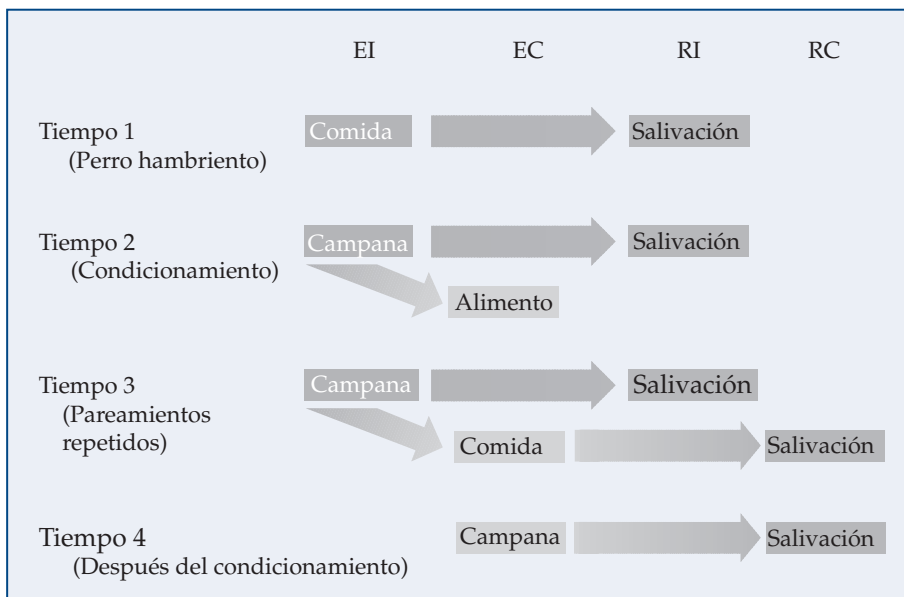 EI EC RI RC
Tiempo 1 Comida Salivación
(Perro hambriento)
Tiempo 2 Campana Salivación
(Condicionamiento)
Alimento
Tiempo 3 Campana Salivación
(Pareamientos
repetidos) Comida Salivación
Tiempo 4 Campana Salivación
(Después del condicionamiento)